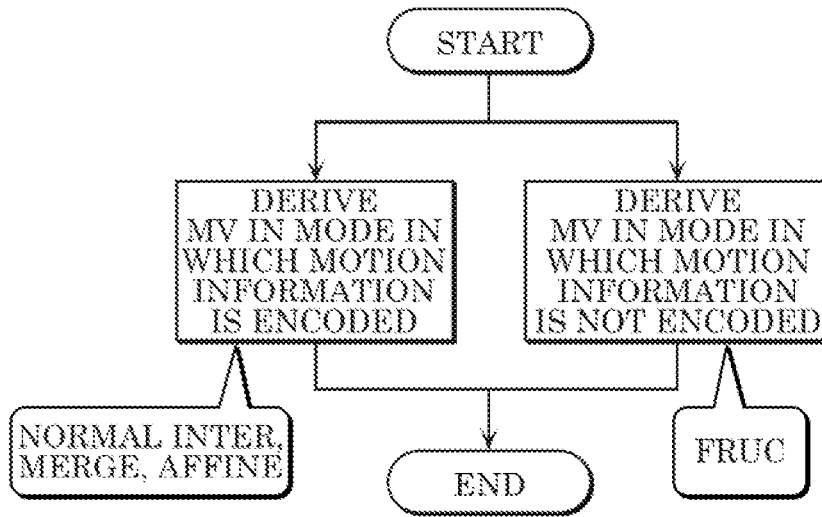 START
DERIVE
MV IN MODE IN
WHICH MOTION
INFORMATION
IS ENCODED
DERIVE
MV IN MODE IN
WHICH MOTION
INFORMATION
IS NOT ENCODED
NORMAL INTER,
MERGE, AFFINE
FRUC
END